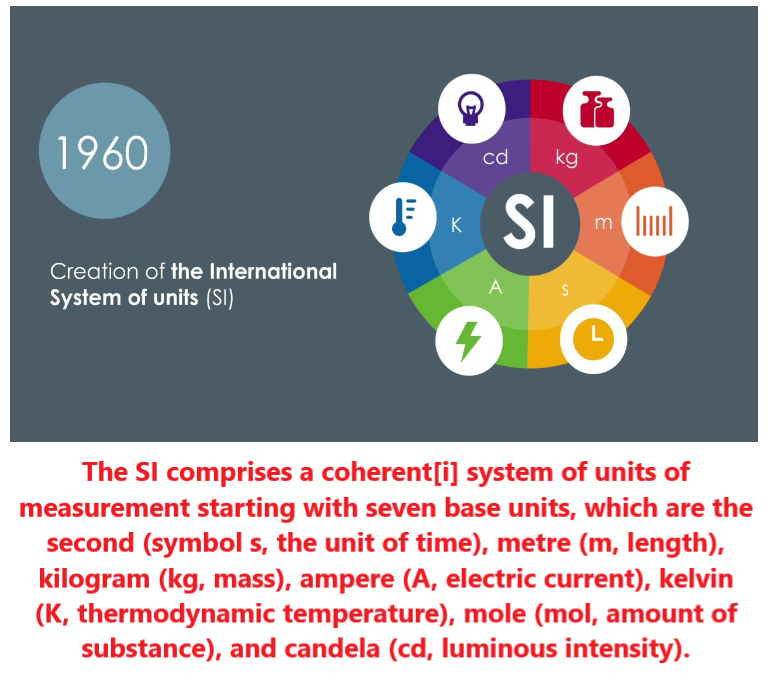 1960
Creation of the International
System of units (SI)
cd
kg
K
SI
m
A
s
The SI comprises a coherent[i] system of units of
measurement starting with seven base units, which are the
second (symbol s, the unit of time), metre (m, length),
kilogram (kg, mass), ampere (A, electric current), kelvin
(K, thermodynamic temperature), mole (mol, amount of
substance), and candela (cd, luminous intensity).